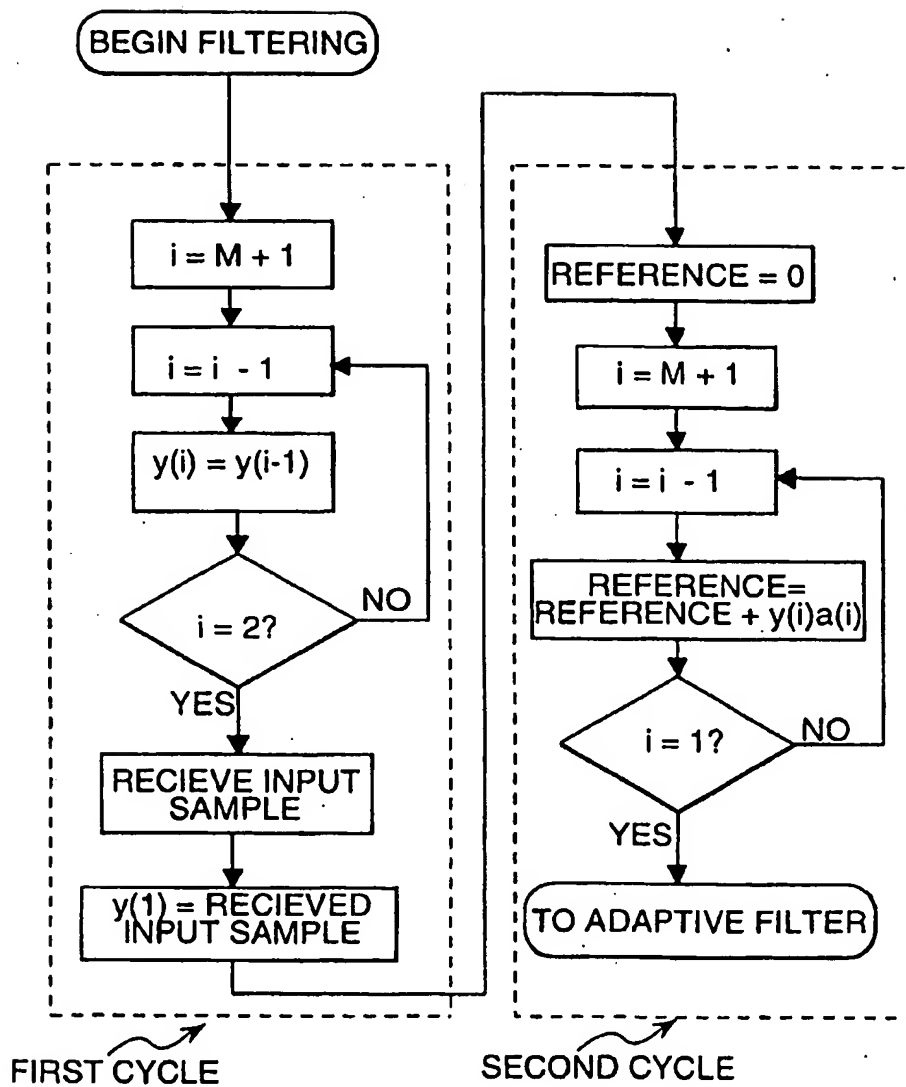 BEGIN FILTERING
i = M + 1
i = i - 1
y(i) = y(i-1)
i = 2?
NO
YES
RECIEVE INPUT
SAMPLE
y(1) = RECIEVED
INPUT SAMPLE
FIRST CYCLE
REFERENCE = 0
i = M + 1
i = i - 1
REFERENCE=
REFERENCE + y(i)a(i)
i = 1?
NO
YES
TO ADAPTIVE FILTER
SECOND CYCLE